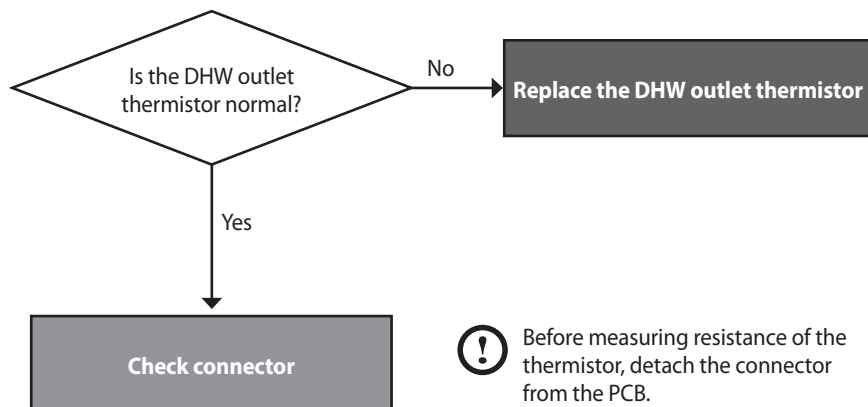 Is the DHW outlet
thermistor normal?
No
Replace the DHW outlet thermistor
Yes
Check connector
Before measuring resistance of the
thermistor, detach the connector
from the PCB.